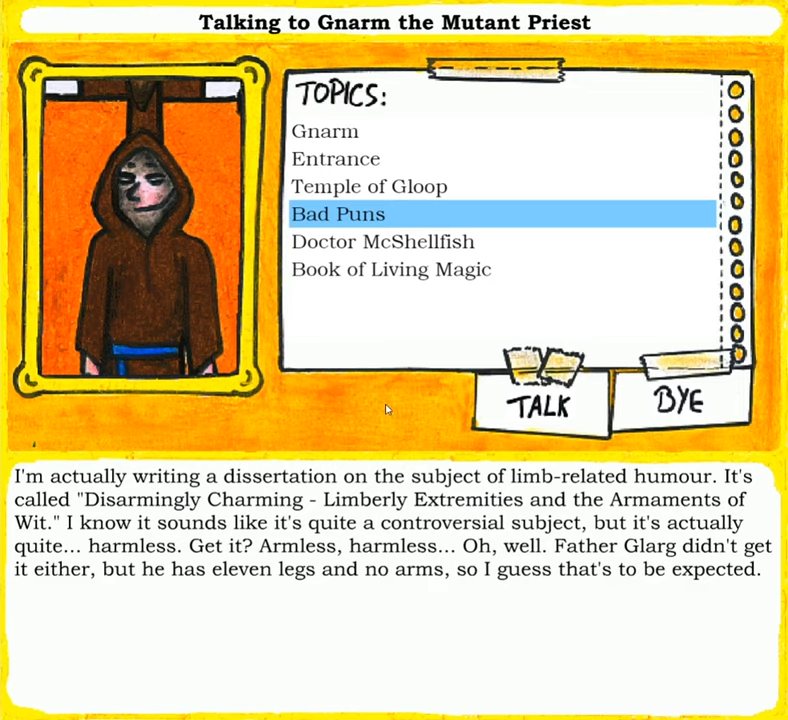 Talking to Gnarm the Mutant Priest
TOPICS:
Gnarm
Entrance
Temple of Gloop
Bad Puns
Doctor McShellfish
Book of Living Magic
TALK
BYE
I'm actually writing a dissertation on the subject of limb-related humour. It's
called "Disarmingly Charming - Limberly Extremities and the Armaments of
Wit." I know it sounds like it's quite a controversial subject, but it's actually
quite... harmless. Get it? Armless, harmless... Oh, well. Father Glarg didn't get
it either, but he has eleven legs and no arms, so I guess that's to be expected.